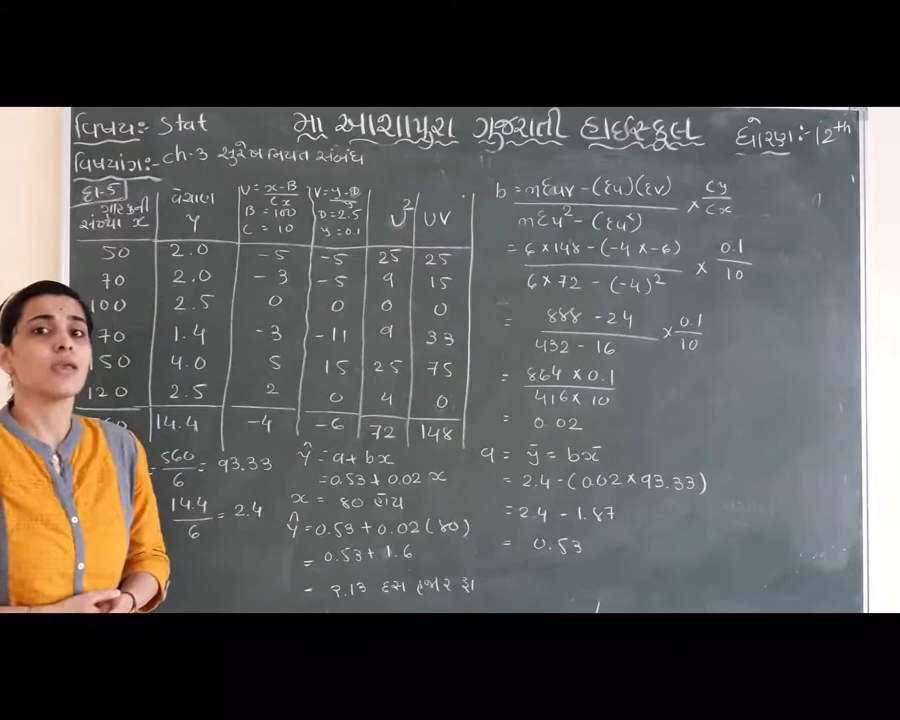 વિષય:- Stat
મા આશાપુરા ગુજરાતી હાઈસ્કૂલ
ધોરણ:- 12th
વિષયાંગ:- ch-3 સુરેખ નિયત સંબંધ
દા-5
સંખ્યા x
વેચાણ
y
U = x-B / Cx
B = 100
C = 10
V = y-D
D = 2.5
y = 0.1
U²
UV
50 2.0 -5 -5 25 25
70 2.0 -3 -5 9 15
100 2.5 0 0 0 0
70 1.4 -3 -11 9 33
50 4.0 5 15 25 75
120 2.5 2 0 4 0
60 14.4 -4 -6 72 148
= 560/6 = 93.33
14.4/6 = 2.4
ŷ = a + bx
= 0.53 + 0.02 x
x = 80 હોય
ŷ = 0.53 + 0.02 (80)
= 0.53 + 1.6
- 2.13 દસ હજાર રૂા
b = nΣuv - (Σu)(Σv) / nΣu² - (Σu²) × Cy/Cx
= 6×148 - (-4 × -6) / 6×72 - (-4)² × 0.1/10
= 888 - 24 / 432 - 16 × 0.1/10
= 864 × 0.1 / 416 × 10
= 0.02
a = ȳ = bx̄
= 2.4 - (0.02 × 93.33)
= 2.4 - 1.87
= 0.53